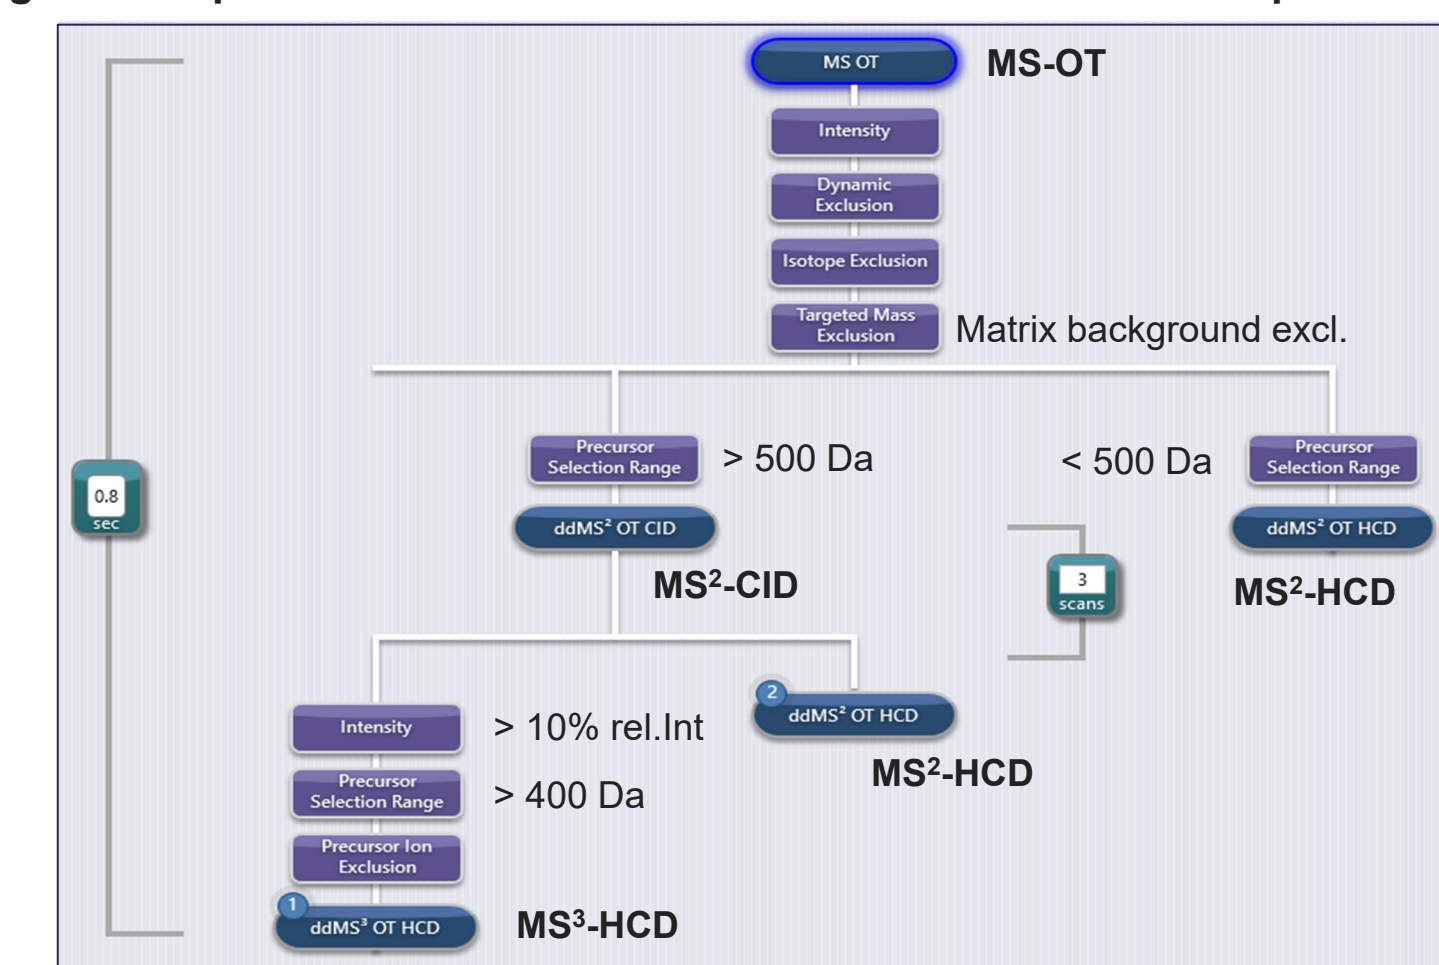 MS OT
MS-OT
Intensity
Dynamic
Exclusion
Isotope Exclusion
Targeted Mass
Exclusion
Matrix background excl.
Precursor
Selection Range
> 500 Da
< 500 Da
Precursor
Selection Range
0.8
sec
ddMS² OT CID
ddMS² OT HCD
MS²-CID
3
scans
MS²-HCD
2
ddMS² OT HCD
Intensity
> 10% rel.Int
MS²-HCD
Precursor
Selection Range
> 400 Da
Precursor Ion
Exclusion
1
ddMS³ OT HCD
MS³-HCD